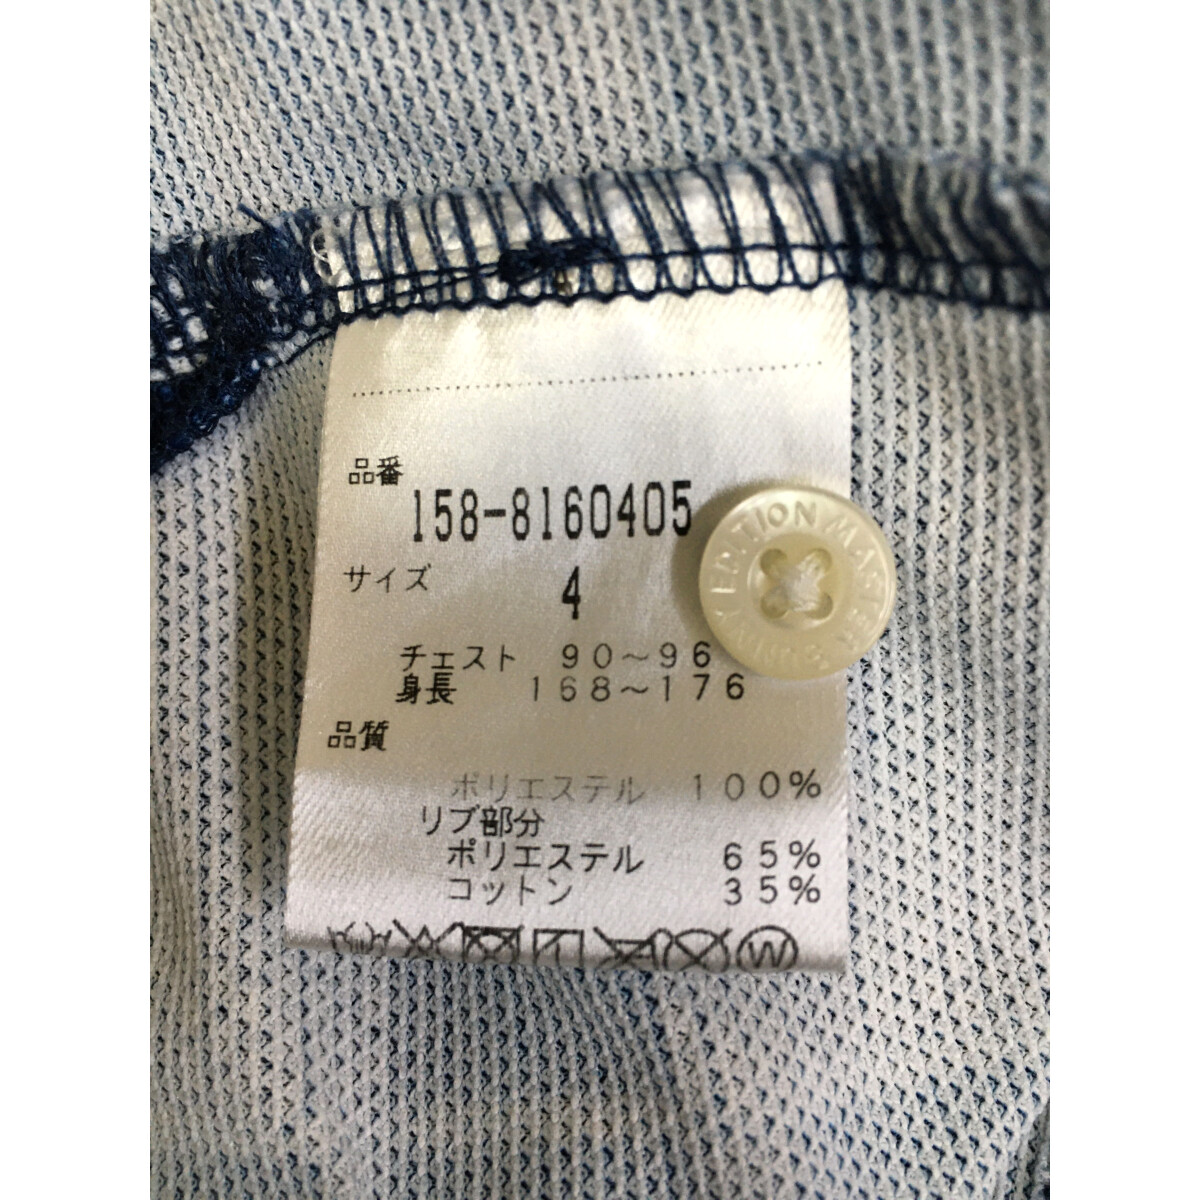 品番
158-8160405
サイズ 4
チェスト 90～96
身長 168～176
品質
ポリエステル 100%
リブ部分
ポリエステル 65%
コットン 35%
W
EDITION MASTER